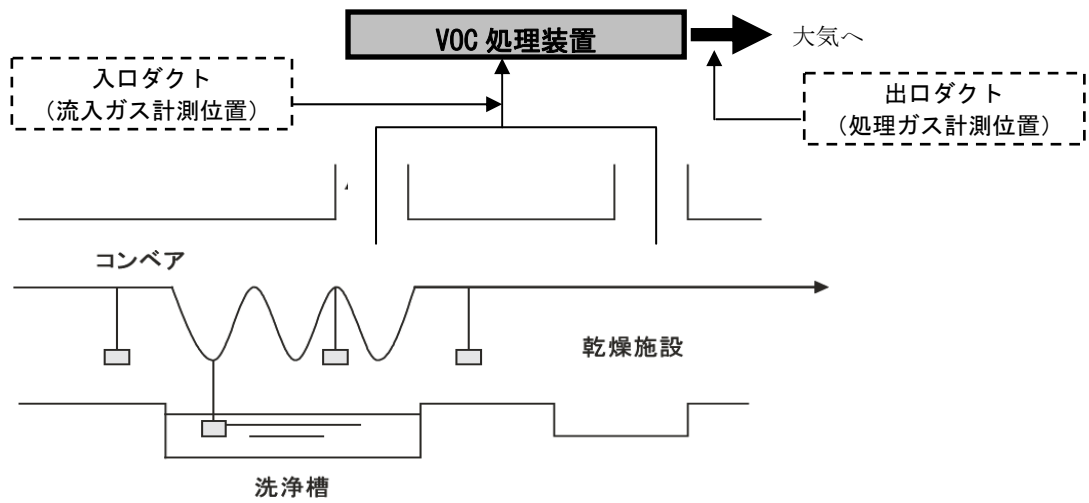 VOC 処理装置
大気へ
入口ダクト
（流入ガス計測位置）
出口ダクト
（処理ガス計測位置）
コンベア
乾燥施設
洗浄槽